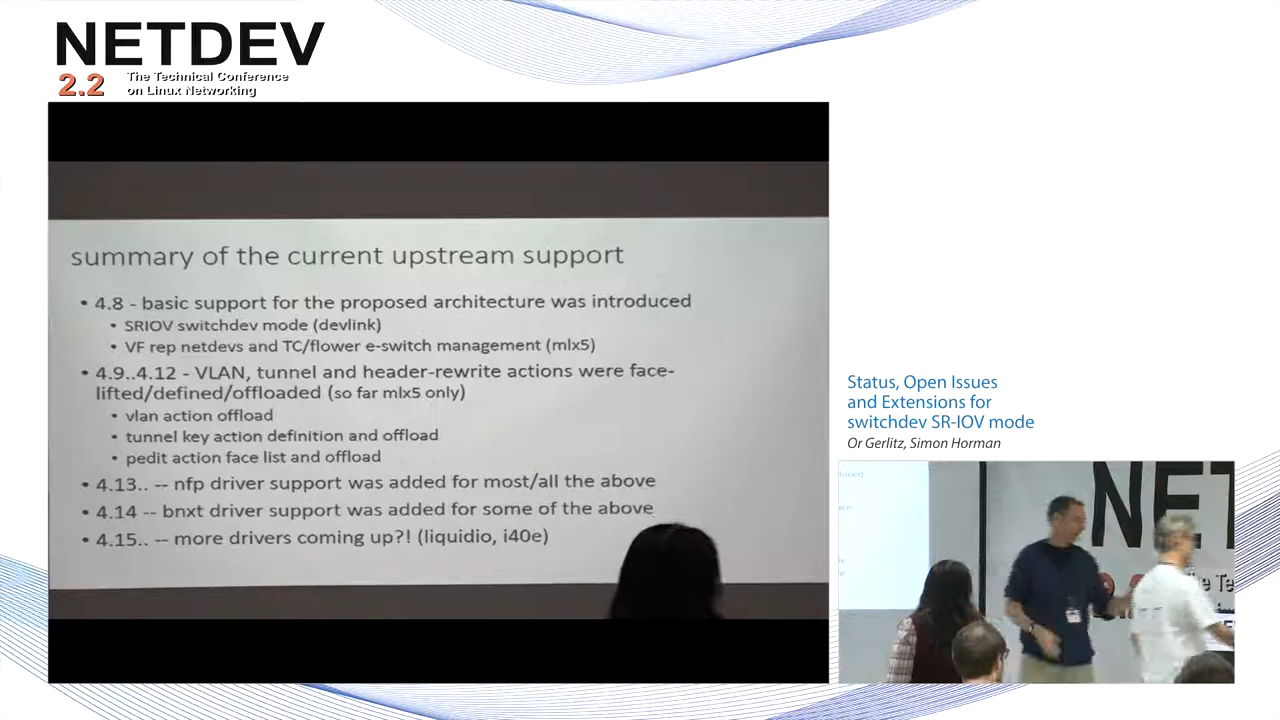 NETDEV
2.2
The Technical Conference
on Linux Networking
summary of the current upstream support
• 4.8 - basic support for the proposed architecture was introduced
• SRIOV switchdev mode (devlink)
• VF rep netdevs and TC/flower e-switch management (mlx5)
• 4.9..4.12 - VLAN, tunnel and header-rewrite actions were face-
lifted/defined/offloaded (so far mlx5 only)
• vlan action offload
• tunnel key action definition and offload
• pedit action face list and offload
• 4.13.. -- nfp driver support was added for most/all the above
• 4.14 -- bnxt driver support was added for some of the above
• 4.15.. -- more drivers coming up?! (liquidio, i40e)
Status, Open Issues
and Extensions for
switchdev SR-IOV mode
Or Gerlitz, Simon Horman
NET